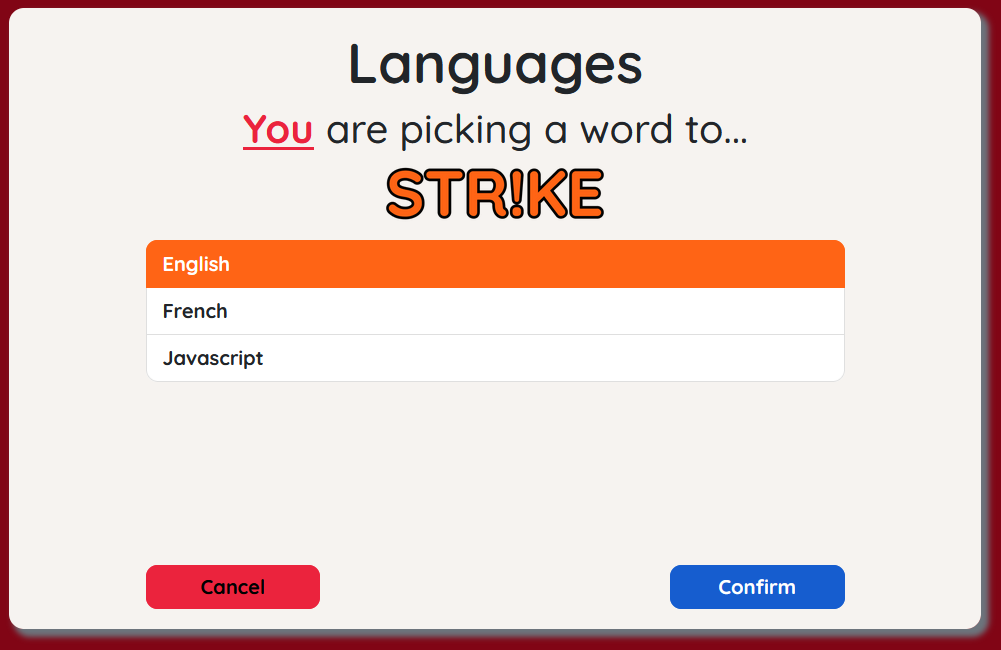 Languages
You are picking a word to...
STR!KE
English
French
Javascript
Cancel
Confirm